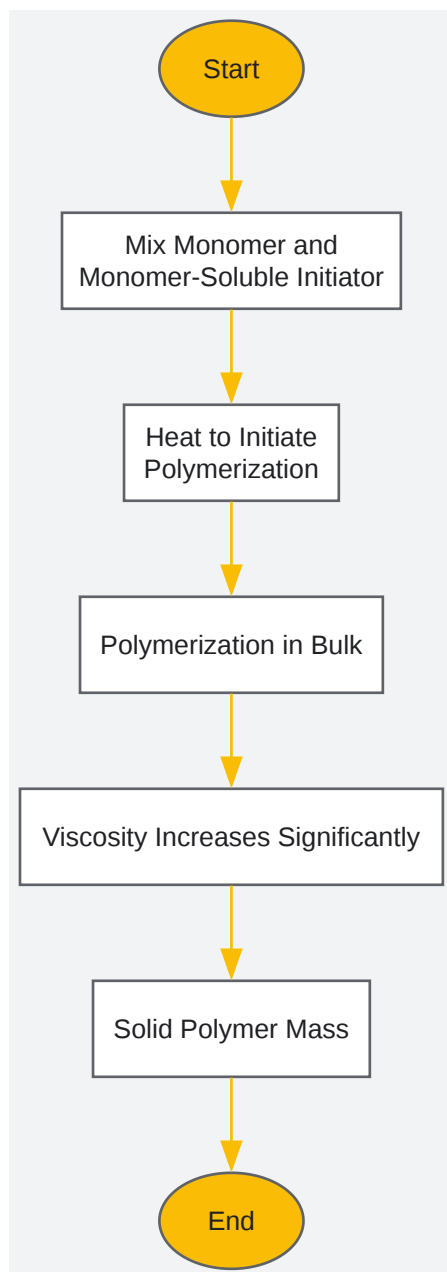 Start
Mix Monomer and
Monomer-Soluble Initiator
Heat to Initiate
Polymerization
Polymerization in Bulk
Viscosity Increases Significantly
Solid Polymer Mass
End